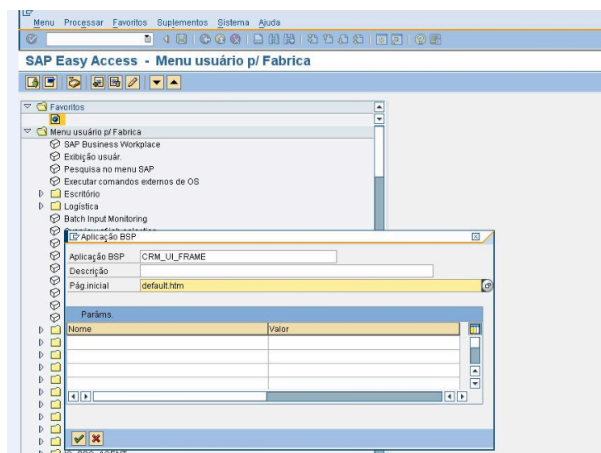 Menu Processar Favoritos Suplementos Sistema Ajuda
SAP Easy Access - Menu usuário p/ Fabrica
Favoritos
Menu usuário p/ Fabrica
SAP Business Workplace
Exibição usuár.
Pesquisa no menu SAP
Executar comandos externos de OS
Escritório
Logística
Batch Input Monitoring
Aplicação BSP
Aplicação BSP CRM_UI_FRAME
Descrição
Pág.inicial default.htm
Parâms.
Nome Valor